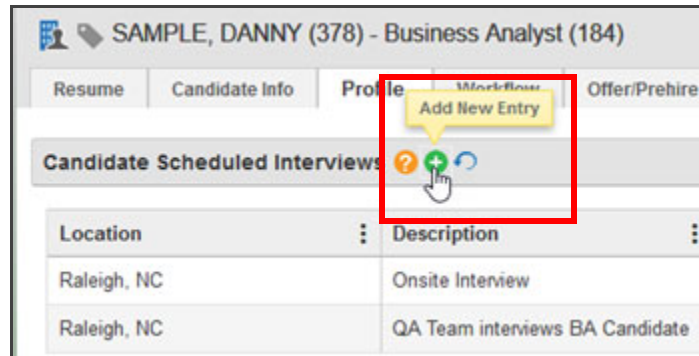 SAMPLE, DANNY (378) - Business Analyst (184)
Resume Candidate Info Profile Workflow Offer/Prehire
Add New Entry
Candidate Scheduled Interviews
Location Description
Raleigh, NC Onsite Interview
Raleigh, NC QA Team interviews BA Candidate